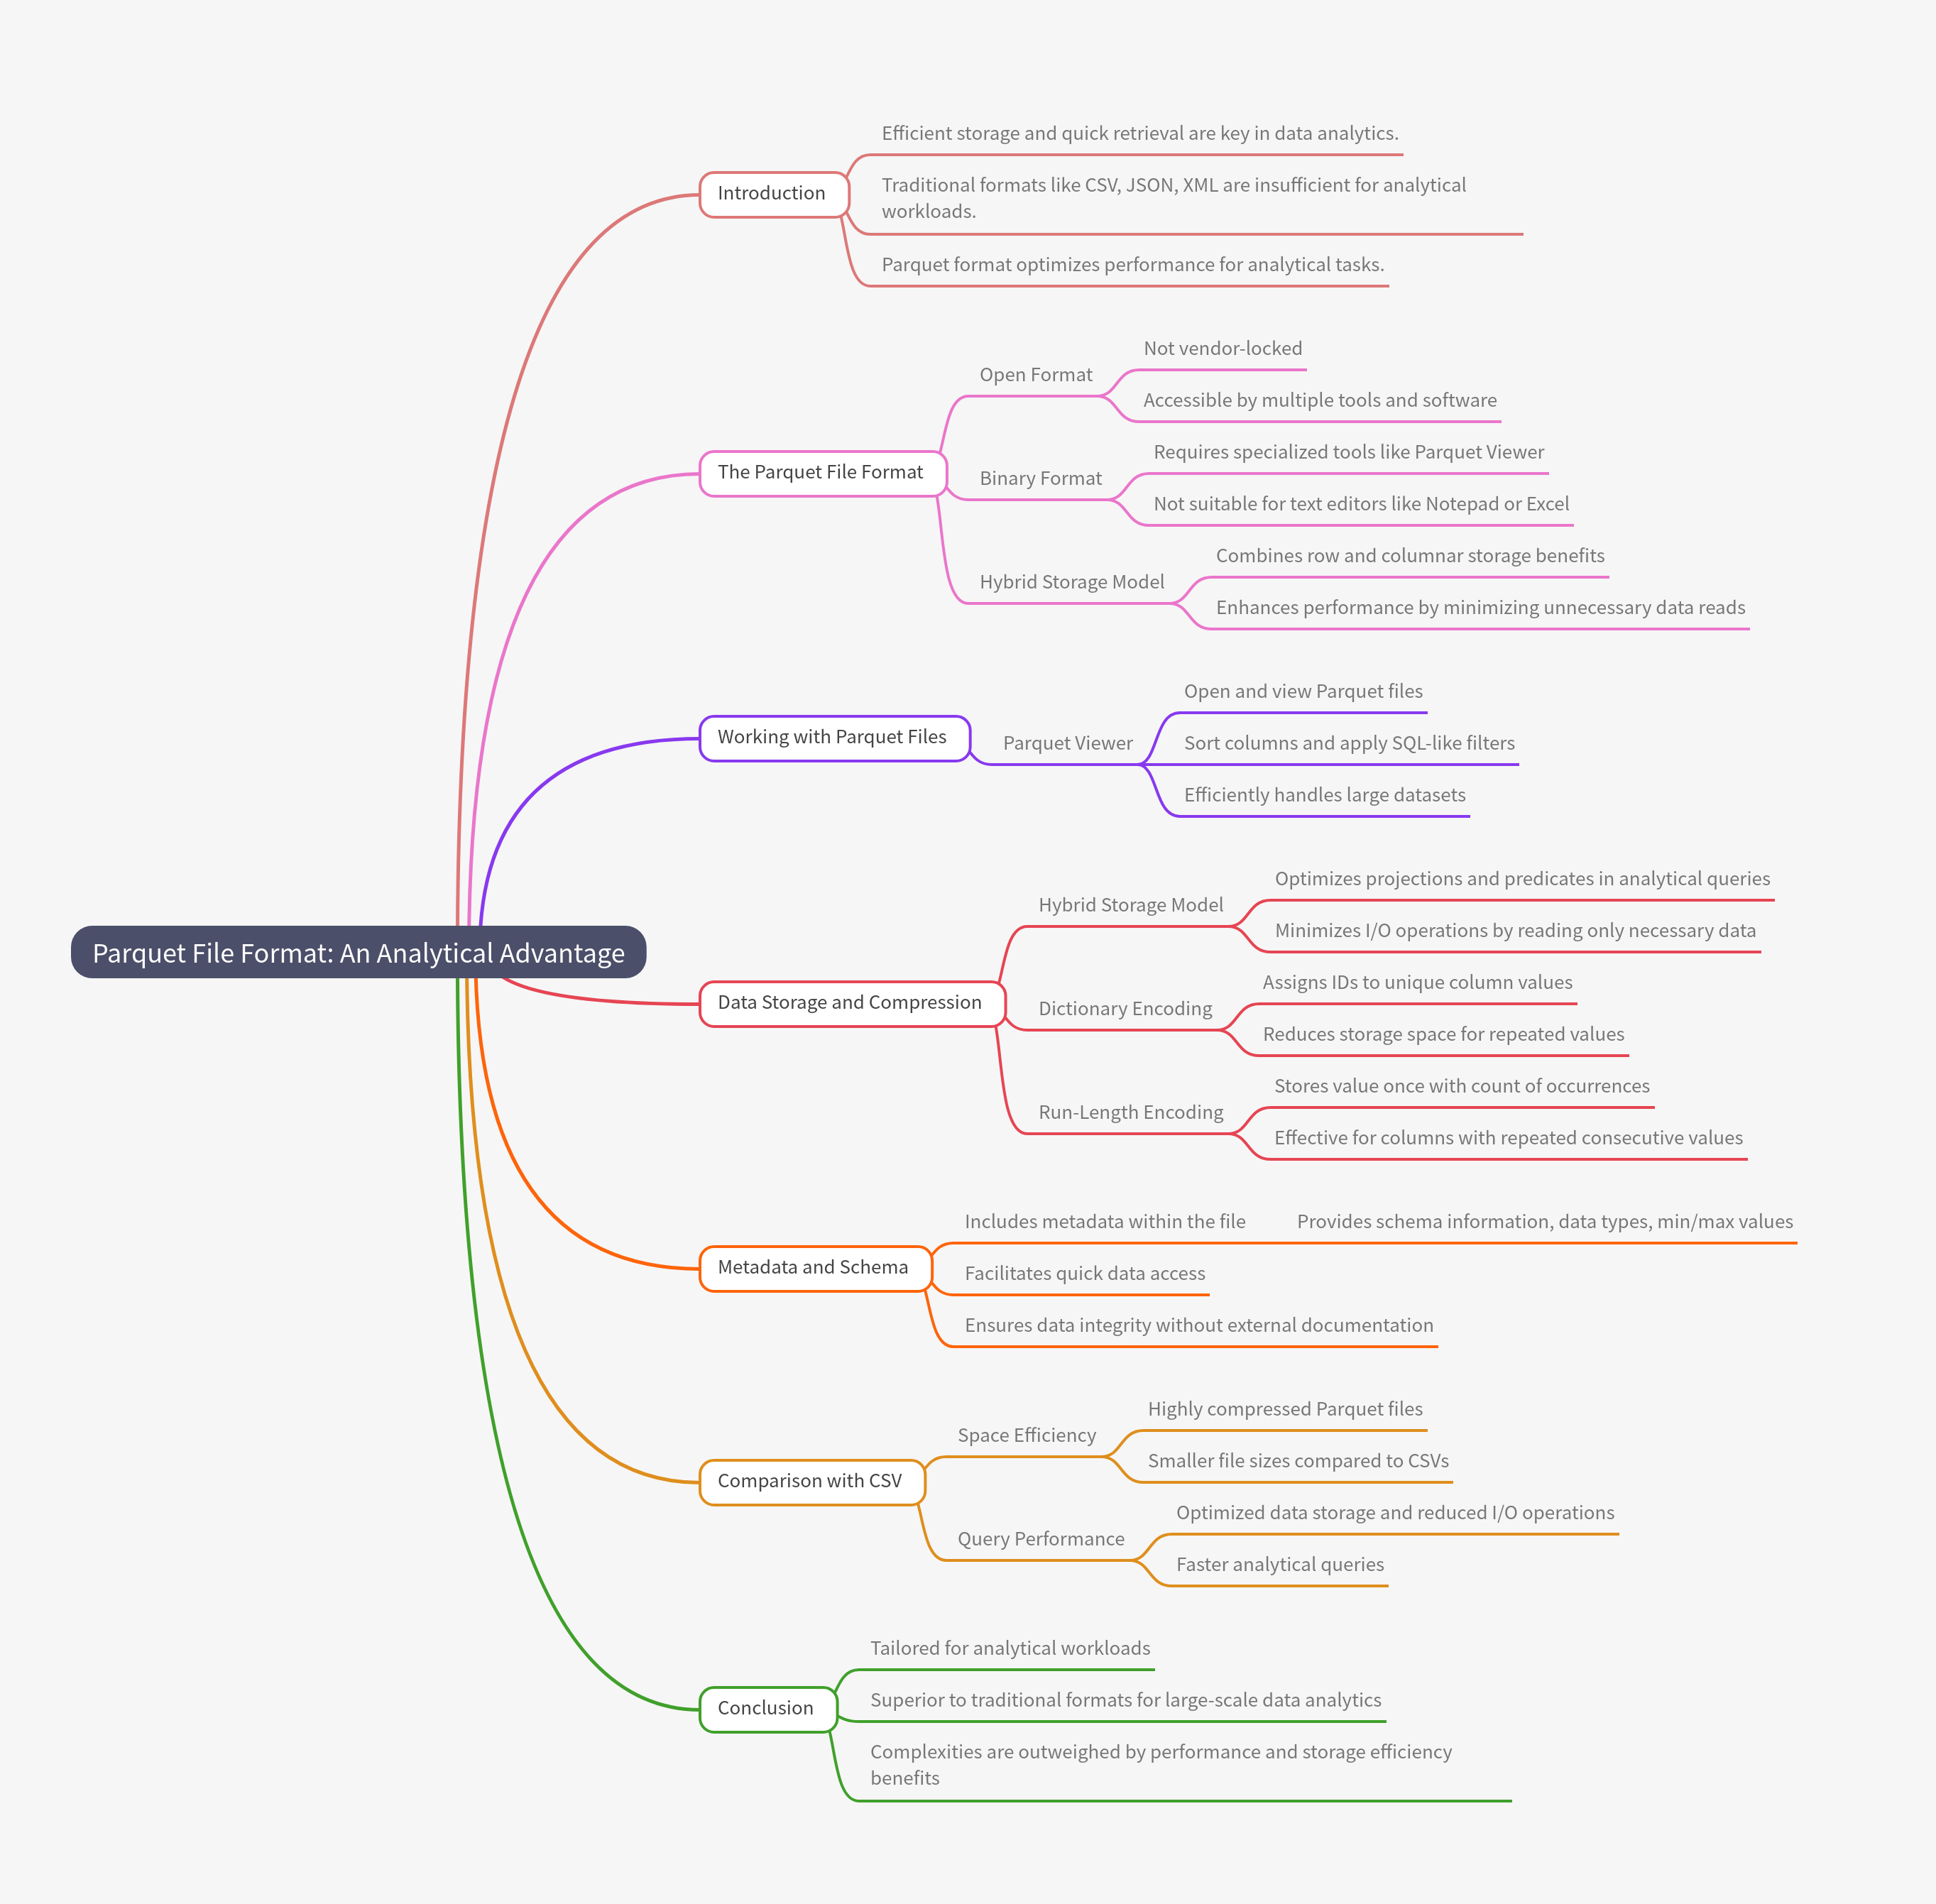 Parquet File Format: An Analytical Advantage
Introduction
Efficient storage and quick retrieval are key in data analytics.
Traditional formats like CSV, JSON, XML are insufficient for analytical
workloads.
Parquet format optimizes performance for analytical tasks.
The Parquet File Format
Open Format
Not vendor-locked
Accessible by multiple tools and software
Binary Format
Requires specialized tools like Parquet Viewer
Not suitable for text editors like Notepad or Excel
Hybrid Storage Model
Combines row and columnar storage benefits
Enhances performance by minimizing unnecessary data reads
Working with Parquet Files
Parquet Viewer
Open and view Parquet files
Sort columns and apply SQL-like filters
Efficiently handles large datasets
Data Storage and Compression
Hybrid Storage Model
Optimizes projections and predicates in analytical queries
Minimizes I/O operations by reading only necessary data
Dictionary Encoding
Assigns IDs to unique column values
Reduces storage space for repeated values
Run-Length Encoding
Stores value once with count of occurrences
Effective for columns with repeated consecutive values
Metadata and Schema
Includes metadata within the file
Provides schema information, data types, min/max values
Facilitates quick data access
Ensures data integrity without external documentation
Comparison with CSV
Space Efficiency
Highly compressed Parquet files
Smaller file sizes compared to CSVs
Query Performance
Optimized data storage and reduced I/O operations
Faster analytical queries
Conclusion
Tailored for analytical workloads
Superior to traditional formats for large-scale data analytics
Complexities are outweighed by performance and storage efficiency
benefits